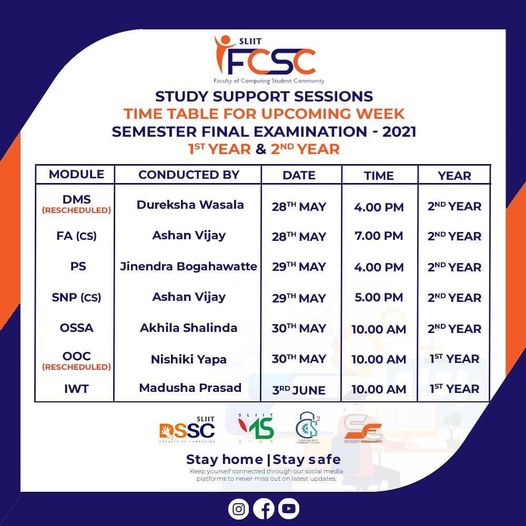 SLIIT
FCSC
Faculty of Computing Student Community
STUDY SUPPORT SESSIONS
TIME TABLE FOR UPCOMING WEEK
SEMESTER FINAL EXAMINATION - 2021
1ST YEAR & 2ND YEAR
MODULE CONDUCTED BY DATE TIME YEAR
DMS (RESCHEDULED) Dureksha Wasala 28TH MAY 4.00 PM 2ND YEAR
FA (CS) Ashan Vijay 28TH MAY 7.00 PM 2ND YEAR
PS Jinendra Bogahawatte 29TH MAY 4.00 PM 2ND YEAR
SNP (CS) Ashan Vijay 29TH MAY 5.00 PM 2ND YEAR
OSSA Akhila Shalinda 30TH MAY 10.00 AM 2ND YEAR
OOC (RESCHEDULED) Nishiki Yapa 30TH MAY 10.00 AM 1ST YEAR
IWT Madusha Prasad 3RD JUNE 10.00 AM 1ST YEAR
SLIIT
DSSC
SLIIT
Stay home | Stay safe
Keep yourself connected through our social media
platforms to never miss out on latest updates.